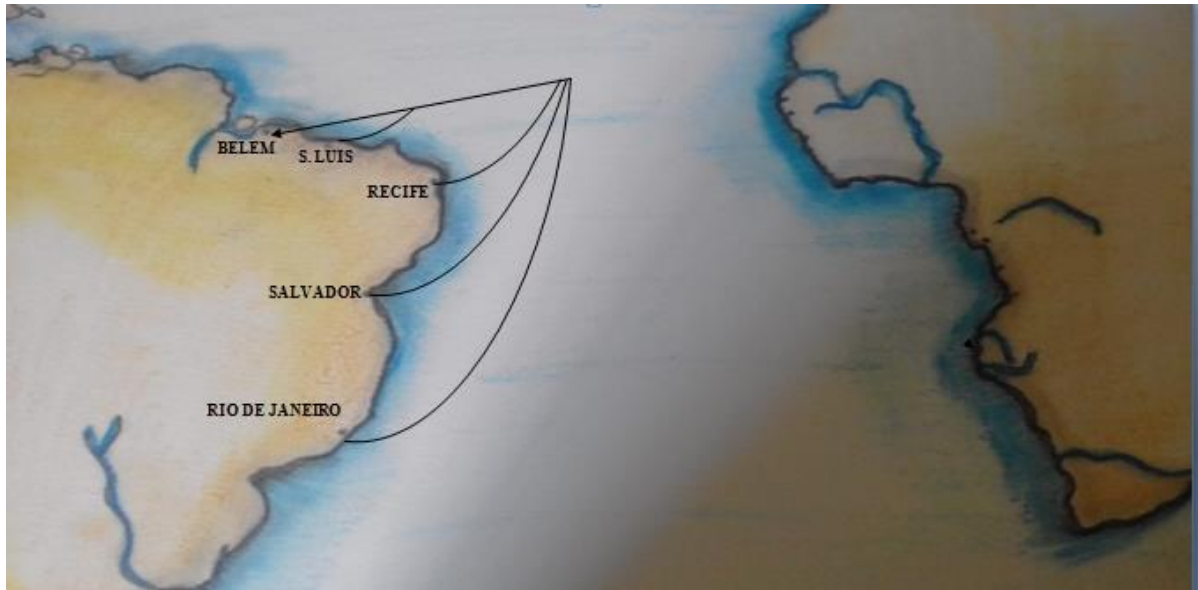 BELEM
S. LUIS
RECIFE
SALVADOR
RIO DE JANEIRO